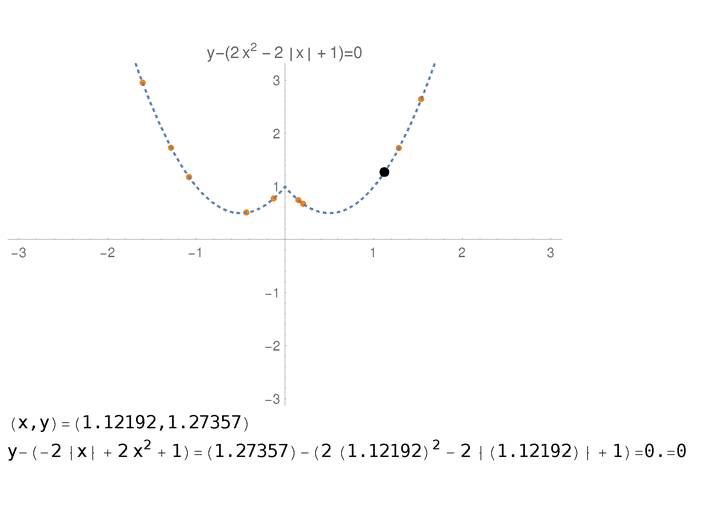 y−(2 x² − 2 |x| + 1)=0
3
2
1
−3 −2 −1 1 2 3
−1
−2
−3
(x,y)=(1.12192,1.27357)
y−(−2 |x| + 2 x² + 1)=(1.27357)−(2 (1.12192)² − 2 | (1.12192) | + 1)=0.=0